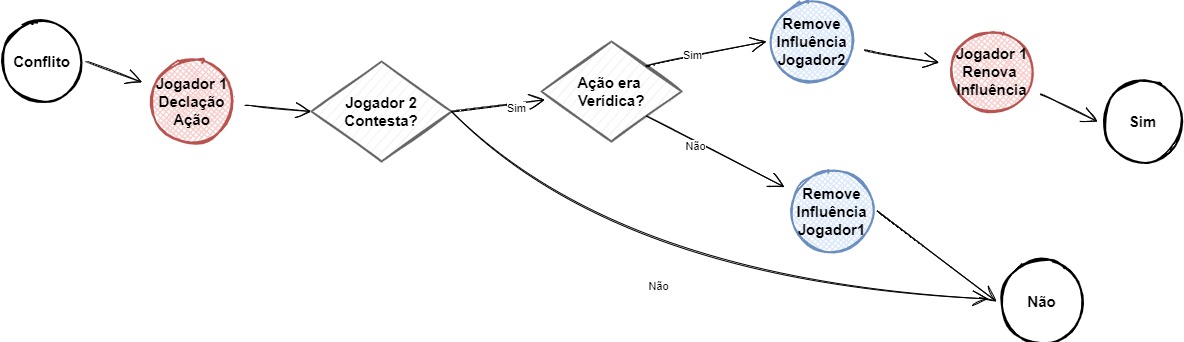 Conflito
Jogador 1
Declação
Ação
Jogador 2
Contesta?
Sim
Ação era
Verídica?
Sim
Remove
Influência
Jogador2
Jogador 1
Renova
Influência
Sim
Não
Remove
Influência
Jogador1
Não
Não